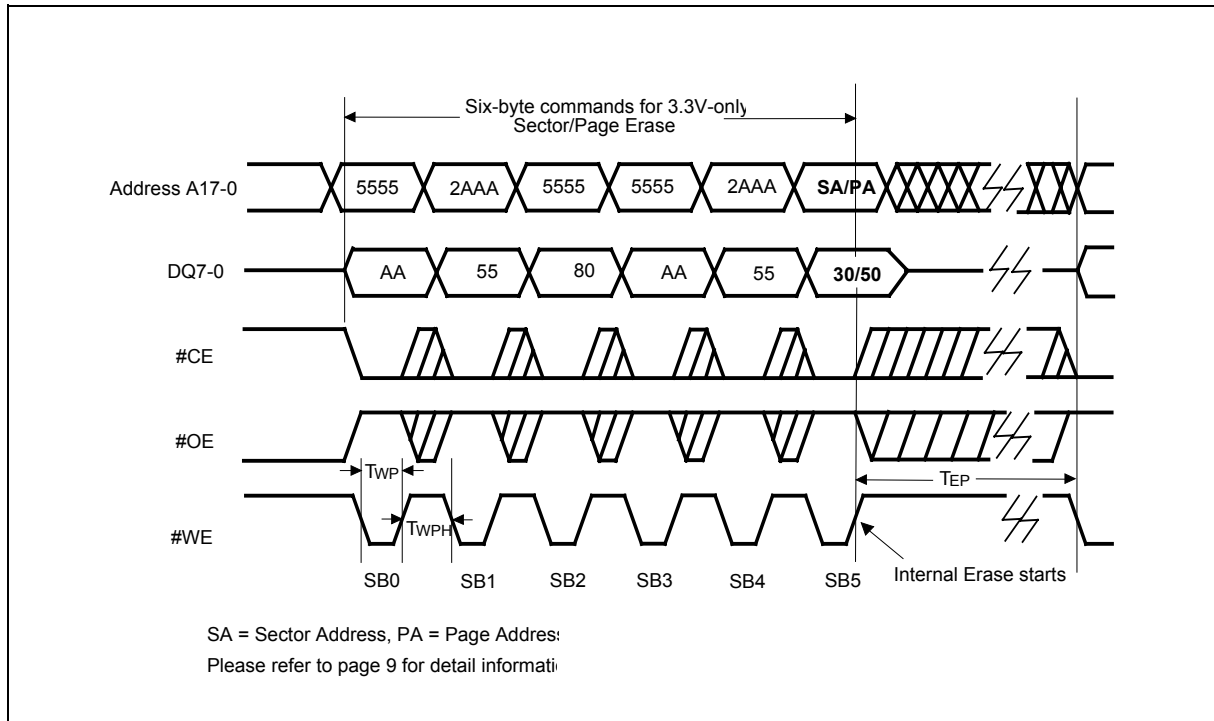 Six-byte commands for 3.3V-only
Sector/Page Erase
Address A17-0
5555
2AAA
5555
5555
2AAA
SA/PA
DQ7-0
AA
55
80
AA
55
30/50
#CE
#OE
TWP
TEP
#WE
TWPH
SB0
SB1
SB2
SB3
SB4
SB5
Internal Erase starts
SA = Sector Address, PA = Page Addres
Please refer to page 9 for detail informati